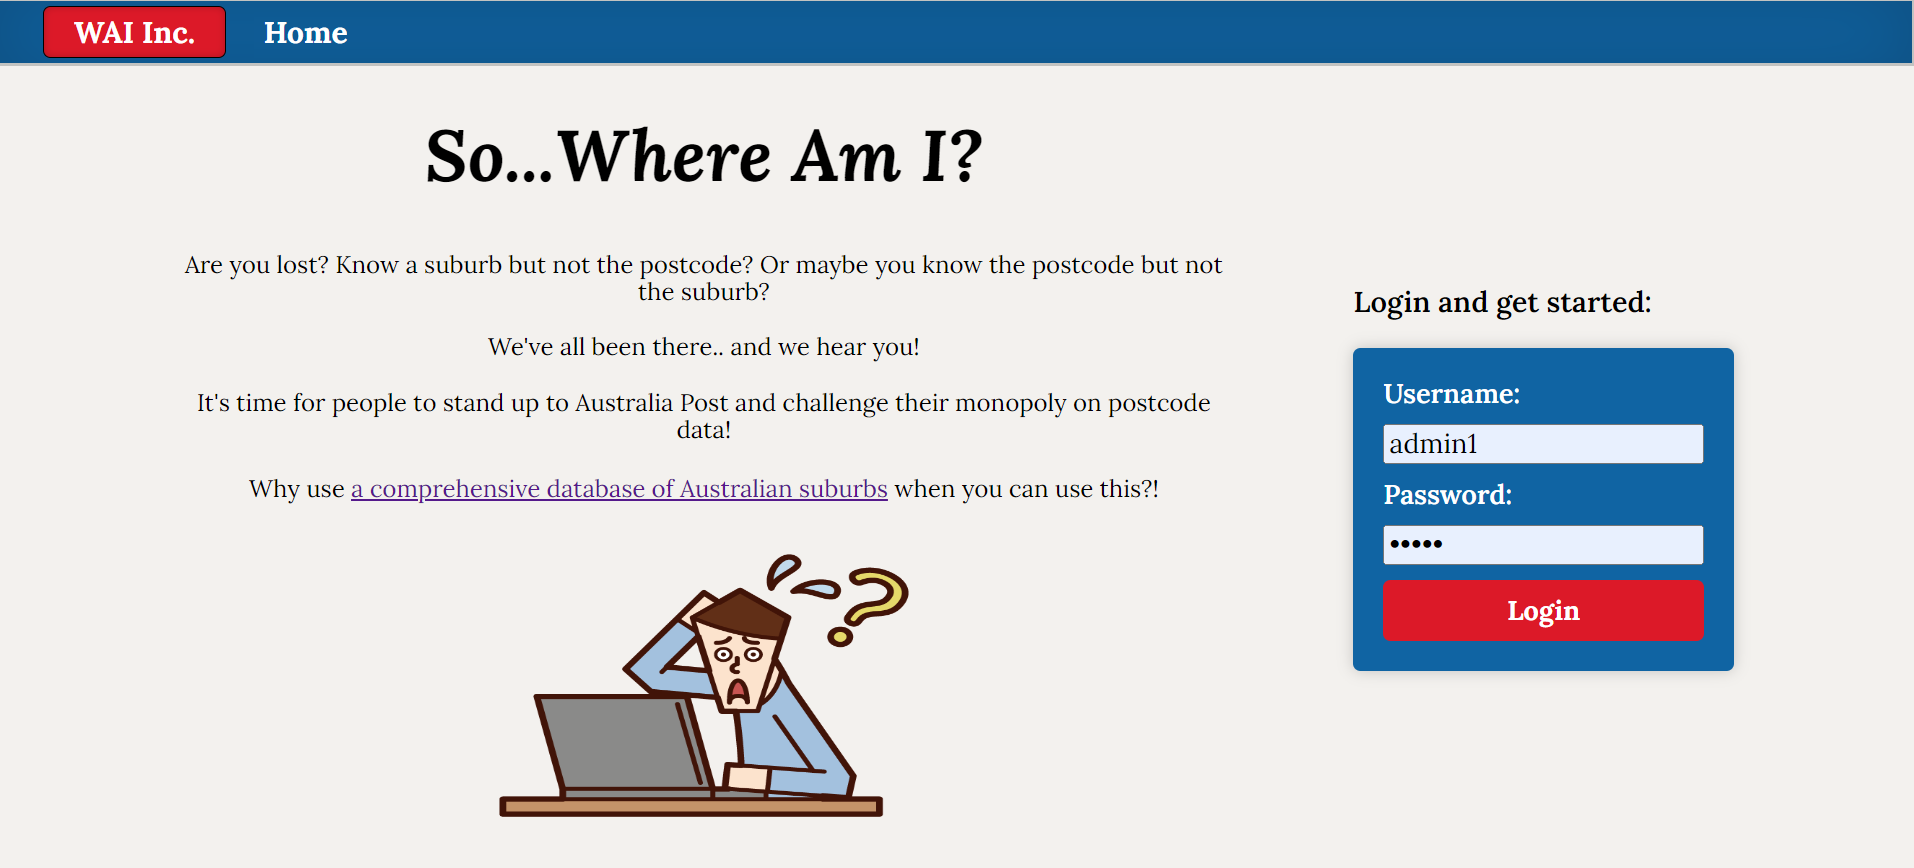 WAI Inc. Home
So...Where Am I?
Are you lost? Know a suburb but not the postcode? Or maybe you know the postcode but not
the suburb?
We've all been there.. and we hear you!
It's time for people to stand up to Australia Post and challenge their monopoly on postcode
data!
Why use a comprehensive database of Australian suburbs when you can use this?!
Login and get started:
Username:
admin1
Password:
•••••
Login